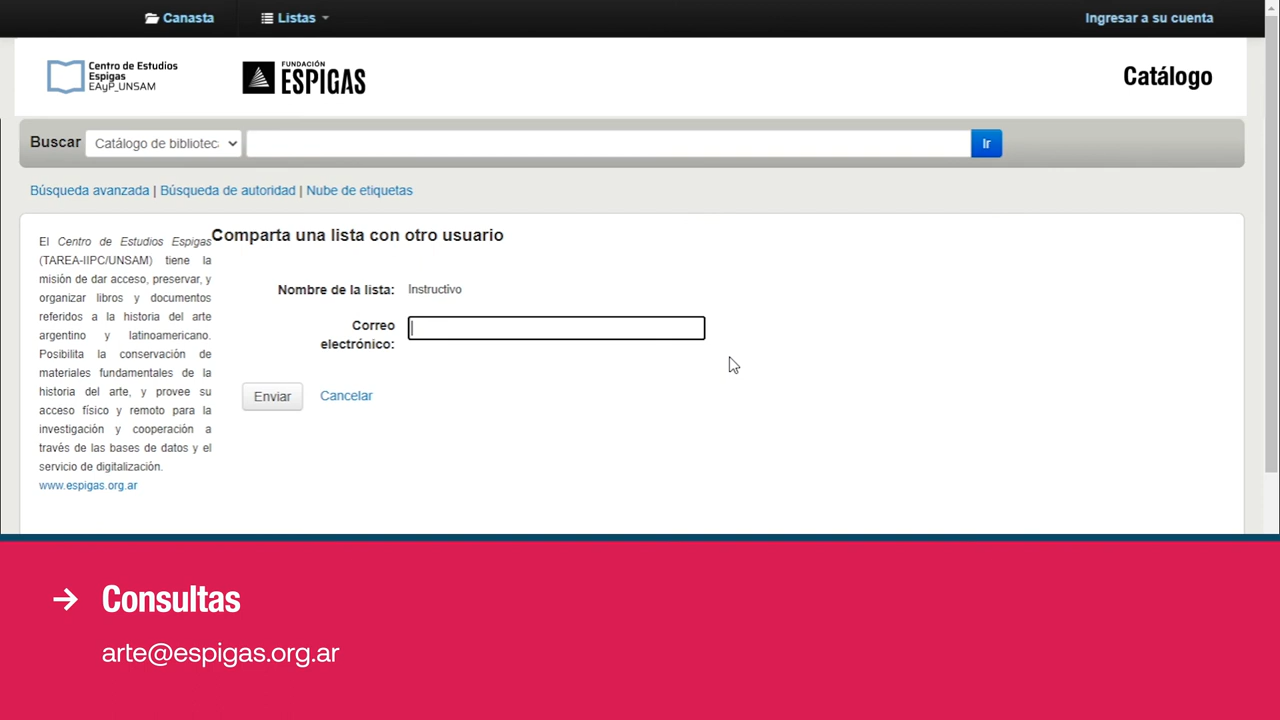 Canasta
Listas
Ingresar a su cuenta
Centro de Estudios
Espigas
EAyP_UNSAM
FUNDACIÓN
ESPIGAS
Catálogo
Buscar
Catálogo de bibliotec
Ir
Búsqueda avanzada | Búsqueda de autoridad | Nube de etiquetas
El Centro de Estudios Espigas
(TAREA-IIPC/UNSAM) tiene la
misión de dar acceso, preservar, y
organizar libros y documentos
referidos a la historia del arte
argentino y latinoamericano.
Posibilita la conservación de
materiales fundamentales de la
historia del arte, y provee su
acceso físico y remoto para la
investigación y cooperación a
través de las bases de datos y el
servicio de digitalización.
www.espigas.org.ar
Comparta una lista con otro usuario
Nombre de la lista: Instructivo
Correo
electrónico:
Enviar
Cancelar
→ Consultas
arte@espigas.org.ar